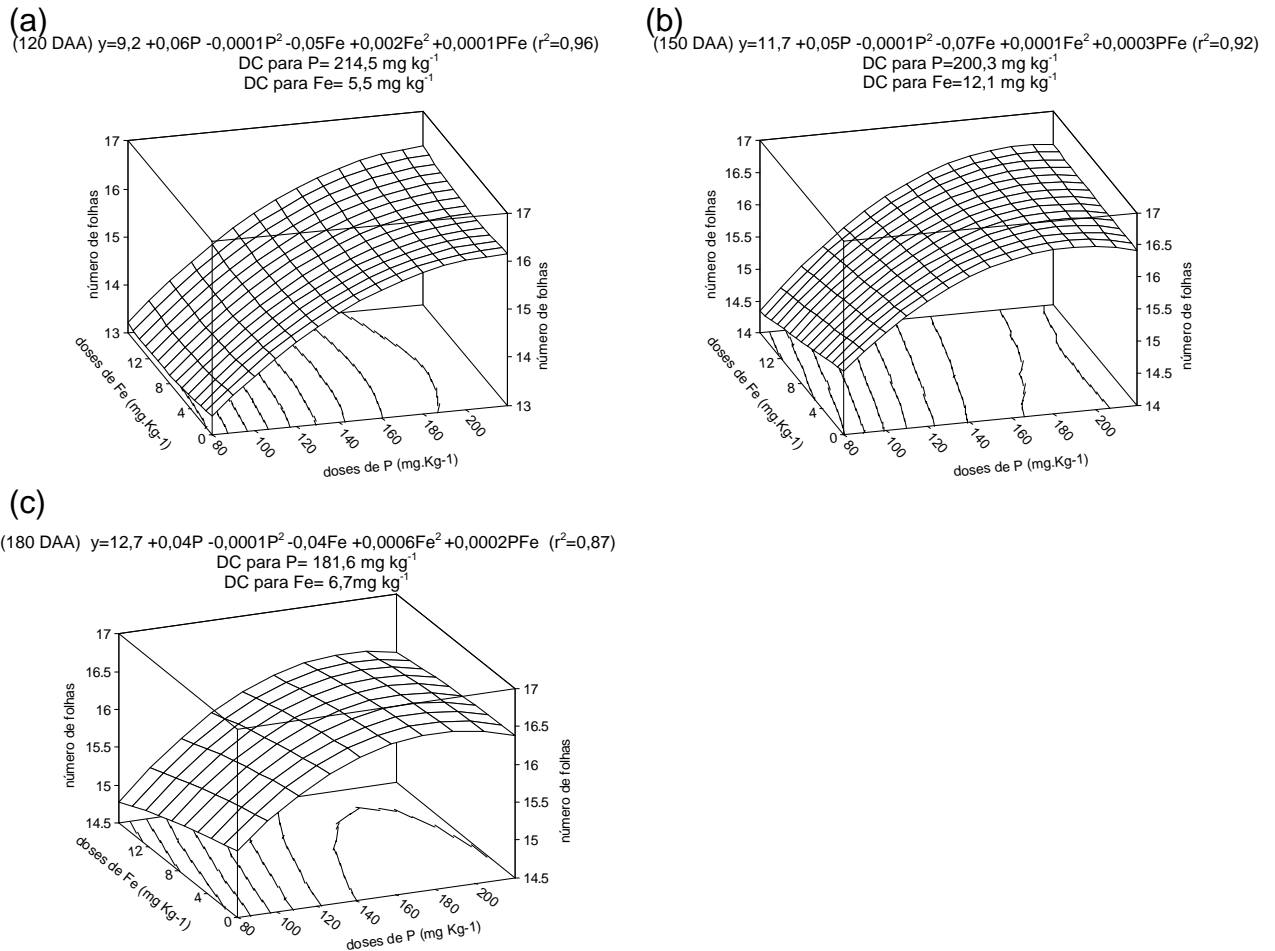 (a)
(120 DAA) y=9,2 +0,06P -0,0001P² -0,05Fe +0,002Fe² +0,0001PFe (r²=0,96)
DC para P= 214,5 mg kg⁻¹
DC para Fe= 5,5 mg kg⁻¹
17
16
15
14
13
número de folhas
17
16
15
14
13
número de folhas
12
8
4
0
doses de Fe (mg.Kg-1)
80
100
120
140
160
180
200
doses de P (mg.Kg-1)
(b)
(150 DAA) y=11,7 +0,05P -0,0001P² -0,07Fe +0,0001Fe² +0,0003PFe (r²=0,92)
DC para P=200,3 mg kg⁻¹
DC para Fe=12,1 mg kg⁻¹
17
16.5
16
15.5
15
14.5
14
número de folhas
17
16.5
16
15.5
15
14.5
14
número de folhas
12
8
4
0
doses de Fe (mg.Kg-1)
80
100
120
140
160
180
200
doses de P (mg.Kg-1)
(c)
(180 DAA) y=12,7 +0,04P -0,0001P² -0,04Fe +0,0006Fe² +0,0002PFe (r²=0,87)
DC para P= 181,6 mg kg⁻¹
DC para Fe= 6,7mg kg⁻¹
17
16.5
16
15.5
15
14.5
número de folhas
17
16.5
16
15.5
15
14.5
número de folhas
12
8
4
0
doses de Fe (mg Kg-1)
80
100
120
140
160
180
200
doses de P (mg Kg-1)